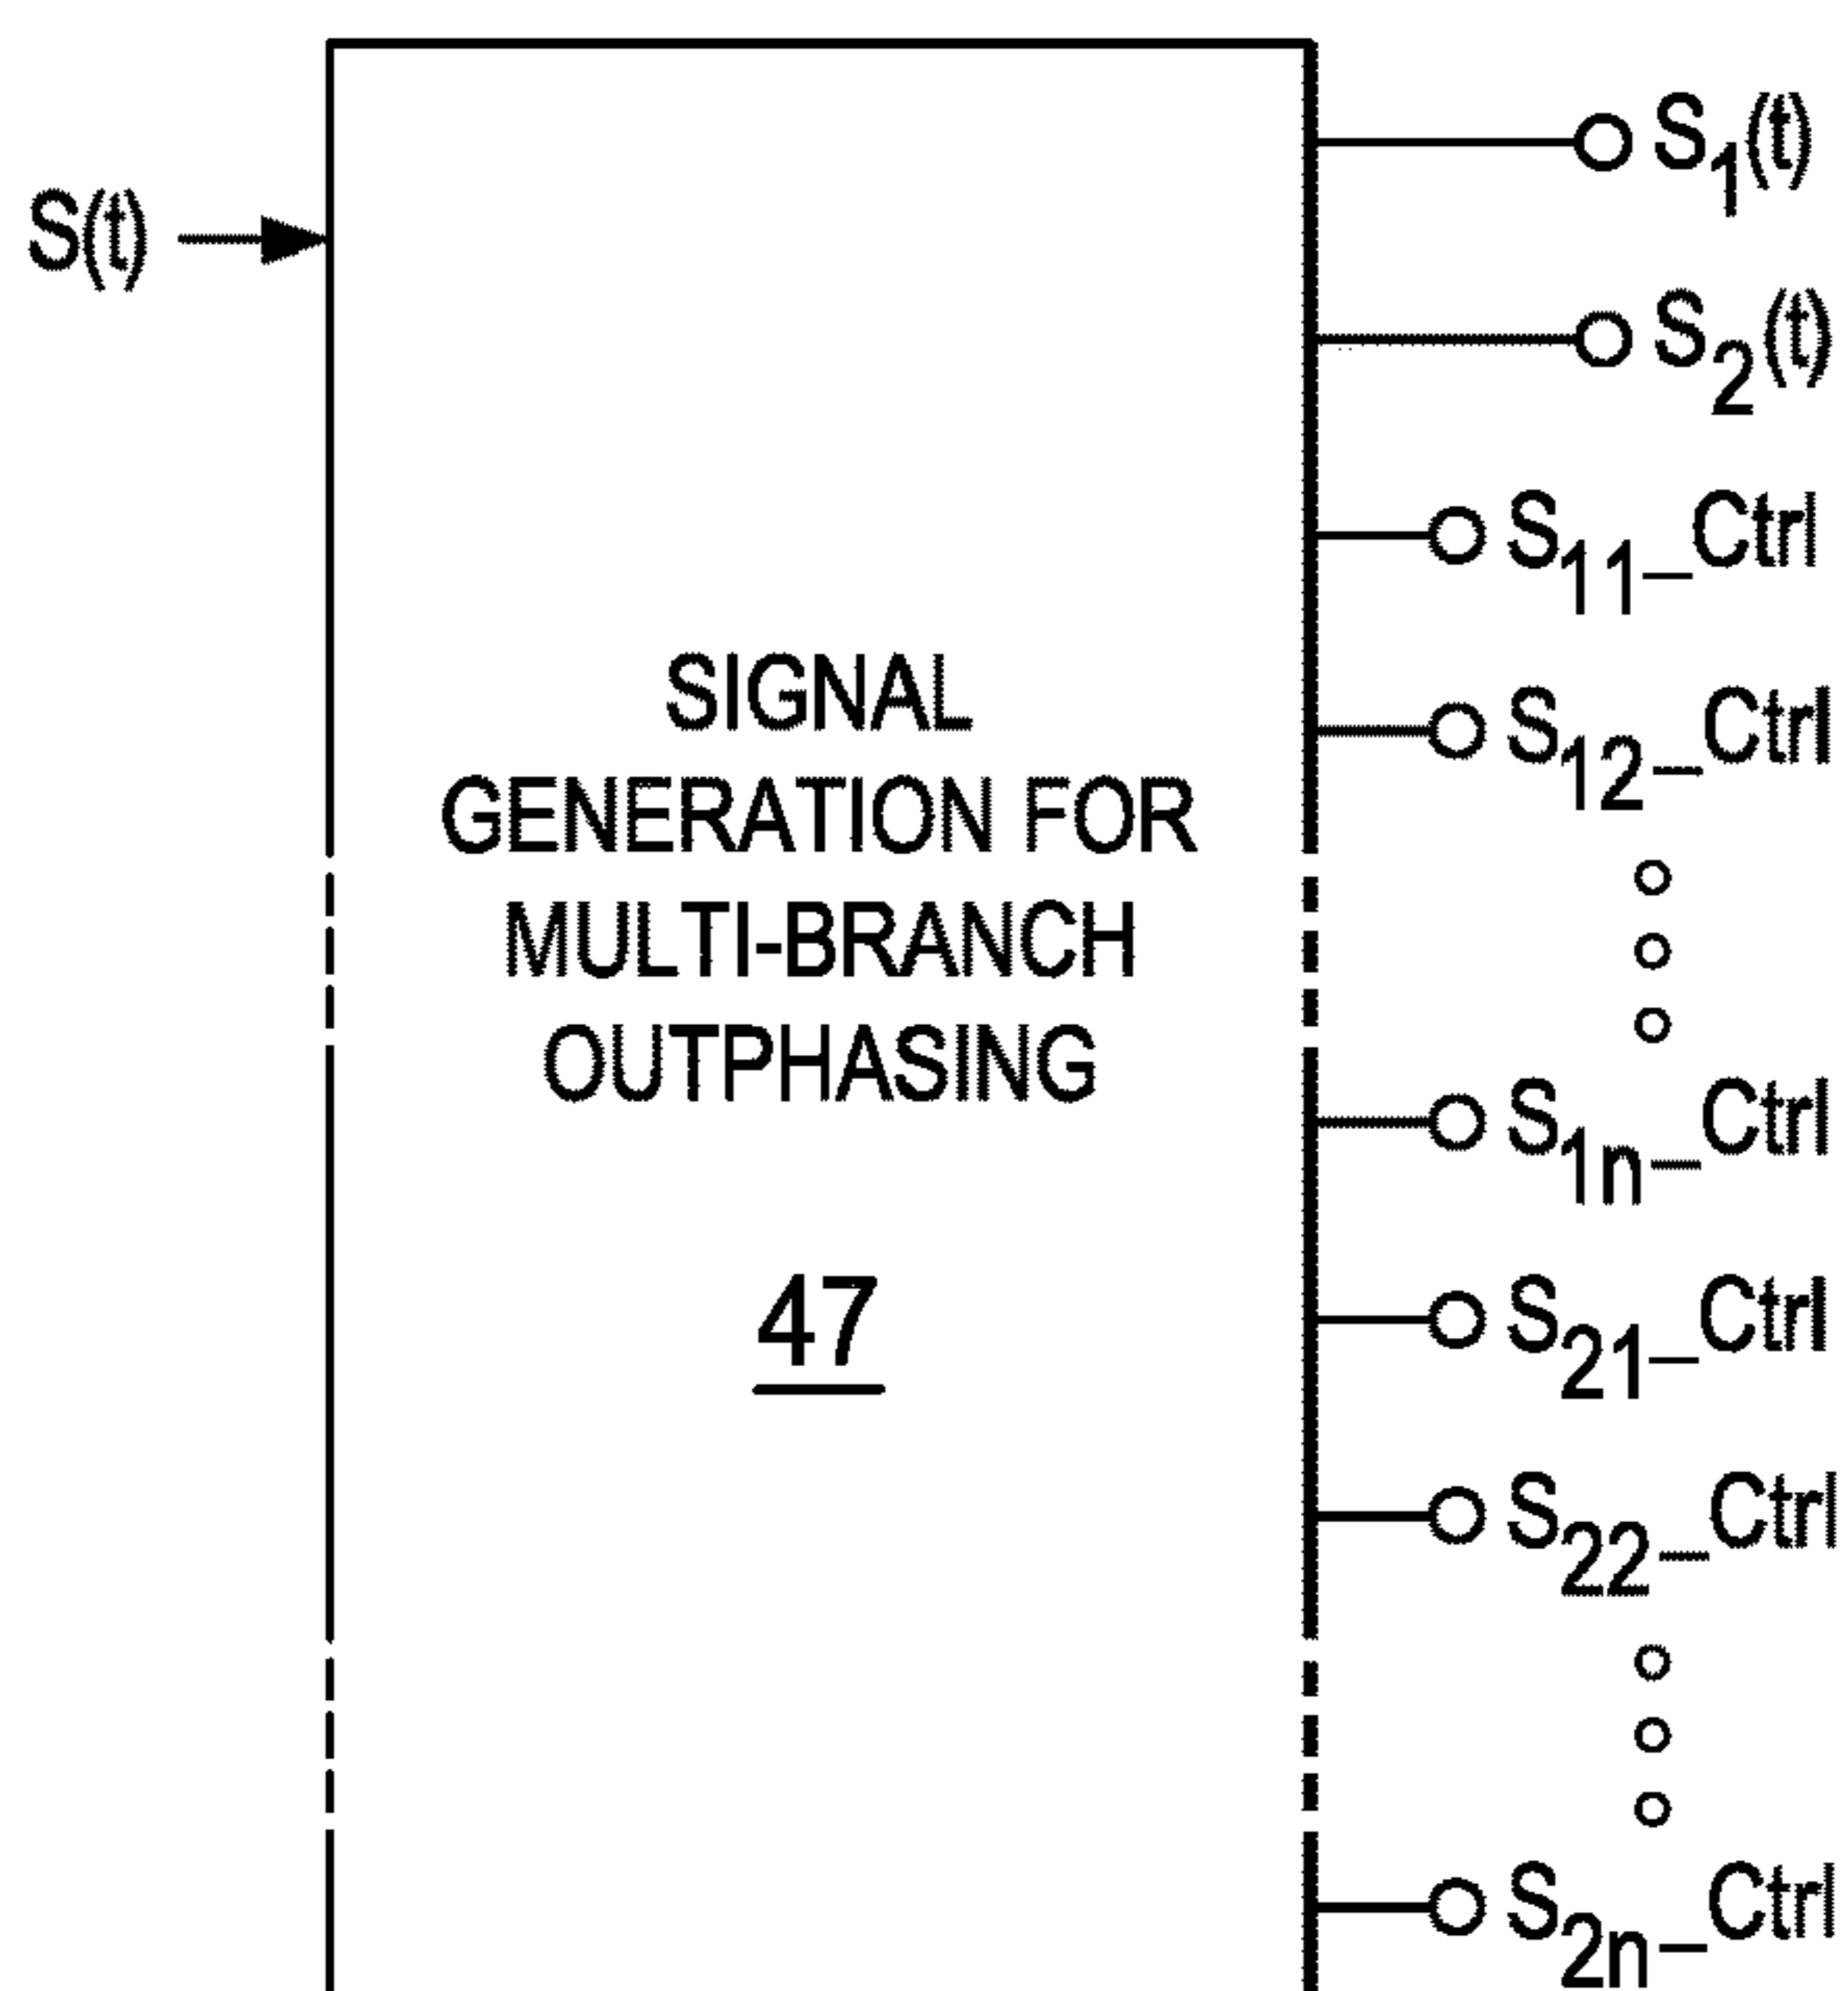 S(t)
S1(t)
S2(t)
S11_Ctrl
S12_Ctrl
SIGNAL
GENERATION FOR
MULTI-BRANCH
OUTPHASING
47
S1n_Ctrl
S21_Ctrl
S22_Ctrl
S2n_Ctrl